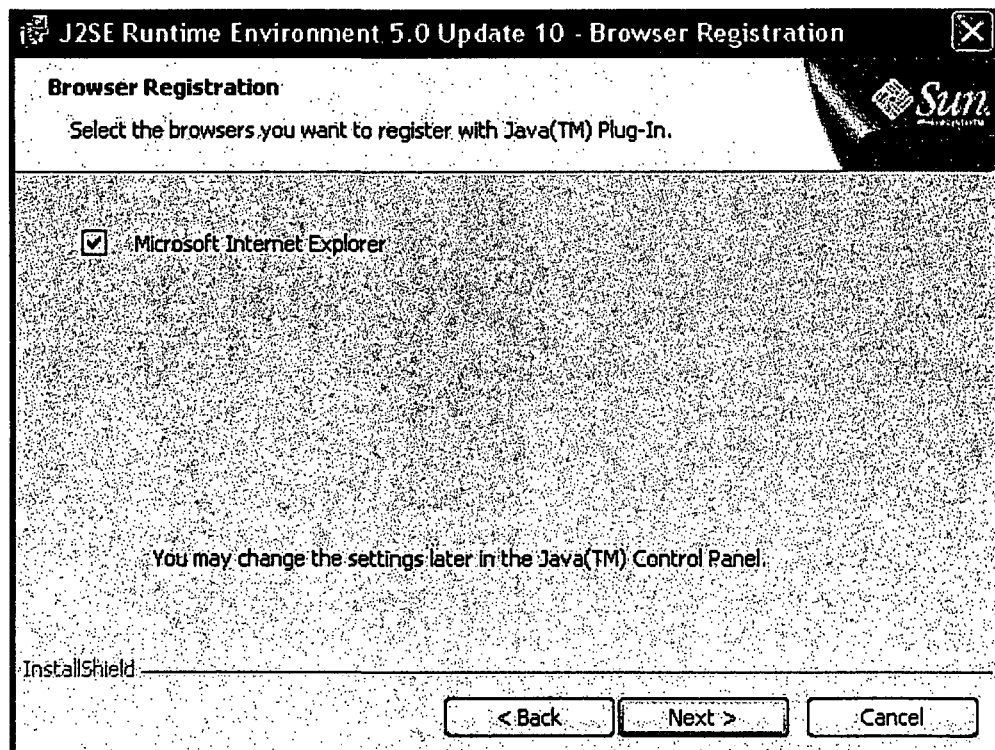 J2SE Runtime Environment 5.0 Update 10 - Browser Registration
Browser Registration
Select the browsers you want to register with Java(TM) Plug-In.
Sun
Microsoft Internet Explorer
You may change the settings later in the Java(TM) Control Panel.
InstallShield
< Back
Next >
Cancel